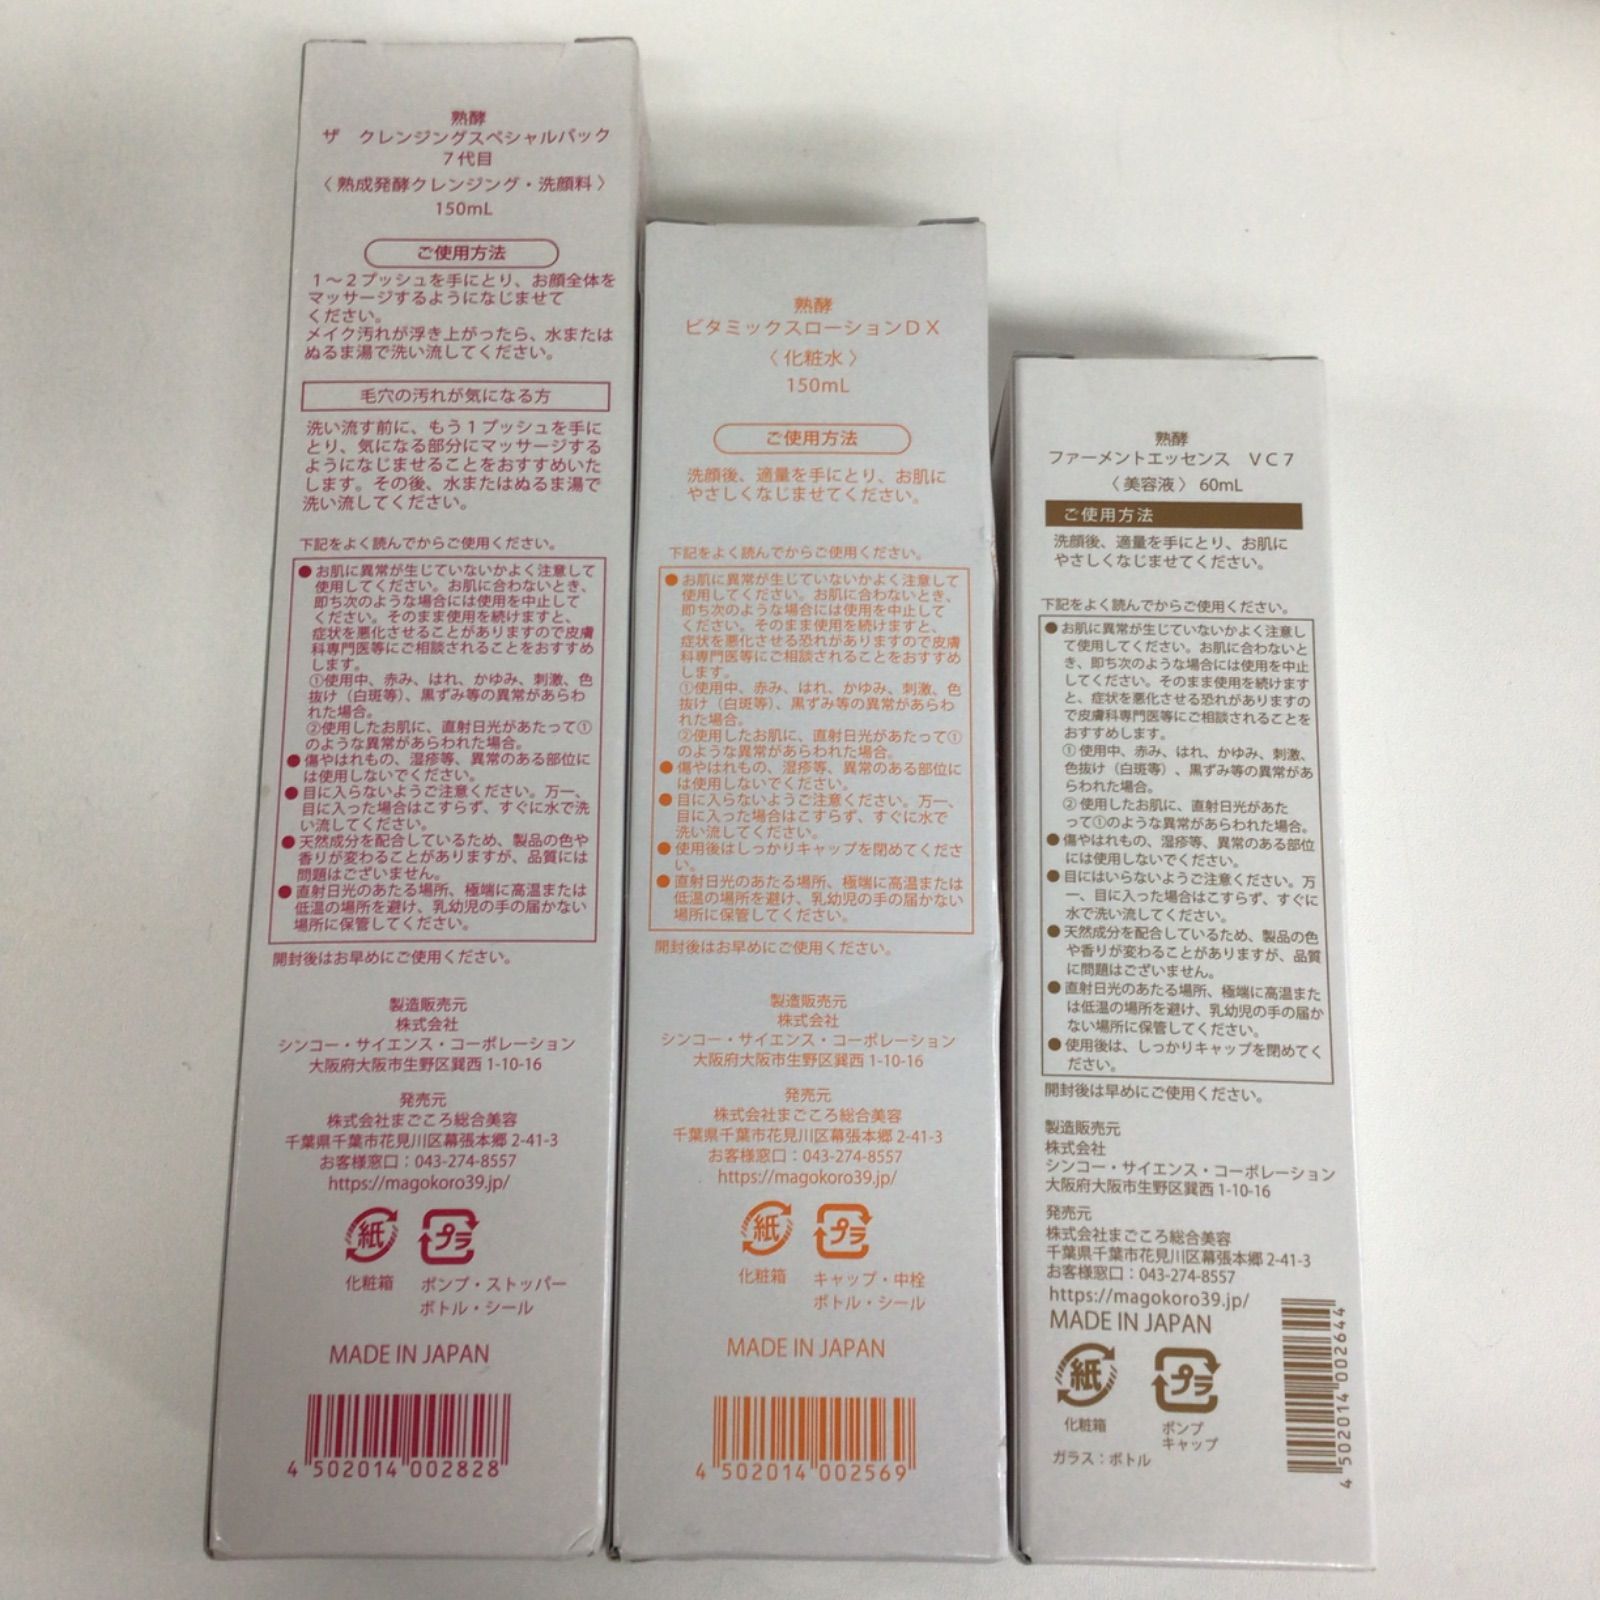 熟酵
ザ クレンジングスペシャルパック
7代目
〈 熟成発酵クレンジング・洗顔料 〉
150mL
ご使用方法
1～2プッシュを手にとり、お顔全体を
マッサージするようになじませて
ください。
メイク汚れが浮き上がったら、水または
ぬるま湯で洗い流してください。
毛穴の汚れが気になる方
洗い流す前に、もう1プッシュを手に
とり、気になる部分にマッサージする
ようになじませることをおすすめいた
します。その後、水またはぬるま湯で
洗い流してください。
下記をよく読んでからご使用ください。
●お肌に異常が生じていないかよく注意して
使用してください。お肌に合わないとき、
即ち次のような場合には使用を中止して
ください。そのまま使用を続けますと、
症状を悪化させることがありますので皮膚
科専門医等にご相談されることをおすすめ
します。
①使用中、赤み、はれ、かゆみ、刺激、色
抜け（白斑等）、黒ずみ等の異常があらわ
れた場合。
②使用したお肌に、直射日光があたって①
のような異常があらわれた場合。
●傷やはれもの、湿疹等、異常のある部位に
は使用しないでください。
●目に入らないようご注意ください。万一、
目に入った場合はこすらず、すぐに水で洗
い流してください。
●天然成分を配合しているため、製品の色や
香りが変わることがありますが、品質には
問題はございません。
●直射日光のあたる場所、極端に高温または
低温の場所を避け、乳幼児の手の届かない
場所に保管してください。
開封後はお早めにご使用ください。
製造販売元
株式会社
シンコー・サイエンス・コーポレーション
大阪府大阪市生野区巽西 1-10-16
発売元
株式会社まごころ総合美容
千葉県千葉市花見川区幕張本郷 2-41-3
お客様窓口：043-274-8557
https://magokoro39.jp/
紙 プラ
化粧箱 ポンプ・ストッパー
ボトル・シール
MADE IN JAPAN
4 502014 002828
熟酵
ビタミックスローションDX
〈 化粧水 〉
150mL
ご使用方法
洗顔後、適量を手にとり、お肌に
やさしくなじませてください。
下記をよく読んでからご使用ください。
●お肌に異常が生じていないかよく注意して
使用してください。お肌に合わないとき、
即ち次のような場合には使用を中止して
ください。そのまま使用を続けますと、
症状を悪化させる恐れがありますので皮膚
科専門医等にご相談されることをおすすめ
します。
①使用中、赤み、はれ、かゆみ、刺激、色
抜け（白斑等）、黒ずみ等の異常があらわ
れた場合。
②使用したお肌に、直射日光があたって①
のような異常があらわれた場合。
●傷やはれもの、湿疹等、異常のある部位に
は使用しないでください。
●目に入らないようご注意ください。万一、
目に入った場合はこすらず、すぐに水で
洗い流してください。
●使用後はしっかりキャップを閉めてくださ
い。
●直射日光のあたる場所、極端に高温または
低温の場所を避け、乳幼児の手の届かない
場所に保管してください。
開封後はお早めにご使用ください。
製造販売元
株式会社
シンコー・サイエンス・コーポレーション
大阪府大阪市生野区巽西 1-10-16
発売元
株式会社まごころ総合美容
千葉県千葉市花見川区幕張本郷 2-41-3
お客様窓口：043-274-8557
https://magokoro39.jp/
紙 プラ
化粧箱 キャップ・中栓
ボトル・シール
MADE IN JAPAN
4 502014 002569
熟酵
ファーメントエッセンス VC7
〈 美容液 〉 60mL
ご使用方法
洗顔後、適量を手にとり、お肌に
やさしくなじませてください。
下記をよく読んでからご使用ください。
●お肌に異常が生じていないかよく注意し
て使用してください。お肌に合わないと
き、即ち次のような場合には使用を中止
してください。そのまま使用を続けます
と、症状を悪化させる恐れがありますの
で皮膚科専門医等にご相談されることを
おすすめします。
① 使用中、赤み、はれ、かゆみ、刺激、
色抜け（白斑等）、黒ずみ等の異常があ
らわれた場合。
② 使用したお肌に、直射日光があた
って①のような異常があらわれた場合。
●傷やはれもの、湿疹等、異常のある部位
には使用しないでください。
●目にはいらないようご注意ください。万
一、目に入った場合はこすらず、すぐに
水で洗い流してください。
●天然成分を配合しているため、製品の色
や香りが変わることがありますが、品質
に問題はございません。
●直射日光のあたる場所、極端に高温また
は低温の場所を避け、乳幼児の手の届か
ない場所に保管してください。
●使用後は、しっかりキャップを閉めてく
ださい。
開封後は早めにご使用ください。
製造販売元
株式会社
シンコー・サイエンス・コーポレーション
大阪府大阪市生野区巽西 1-10-16
発売元
株式会社まごころ総合美容
千葉県千葉市花見川区幕張本郷 2-41-3
お客様窓口：043-274-8557
https://magokoro39.jp/
MADE IN JAPAN
紙 プラ
化粧箱 ポンプ
キャップ
ガラス：ボトル
4 502014 002644